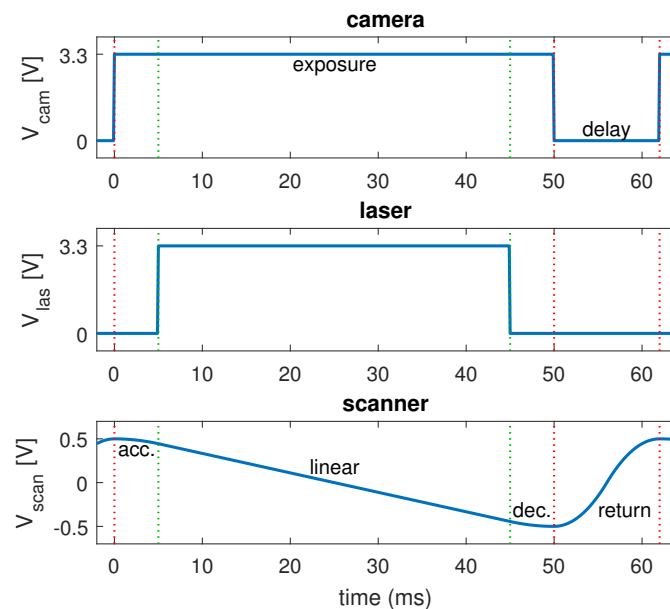 camera
V_cam [V]
3.3
0
exposure
delay
0 10 20 30 40 50 60
laser
V_las [V]
3.3
0
0 10 20 30 40 50 60
scanner
V_scan [V]
0.5
0
-0.5
acc.
linear
dec.
return
0 10 20 30 40 50 60
time (ms)